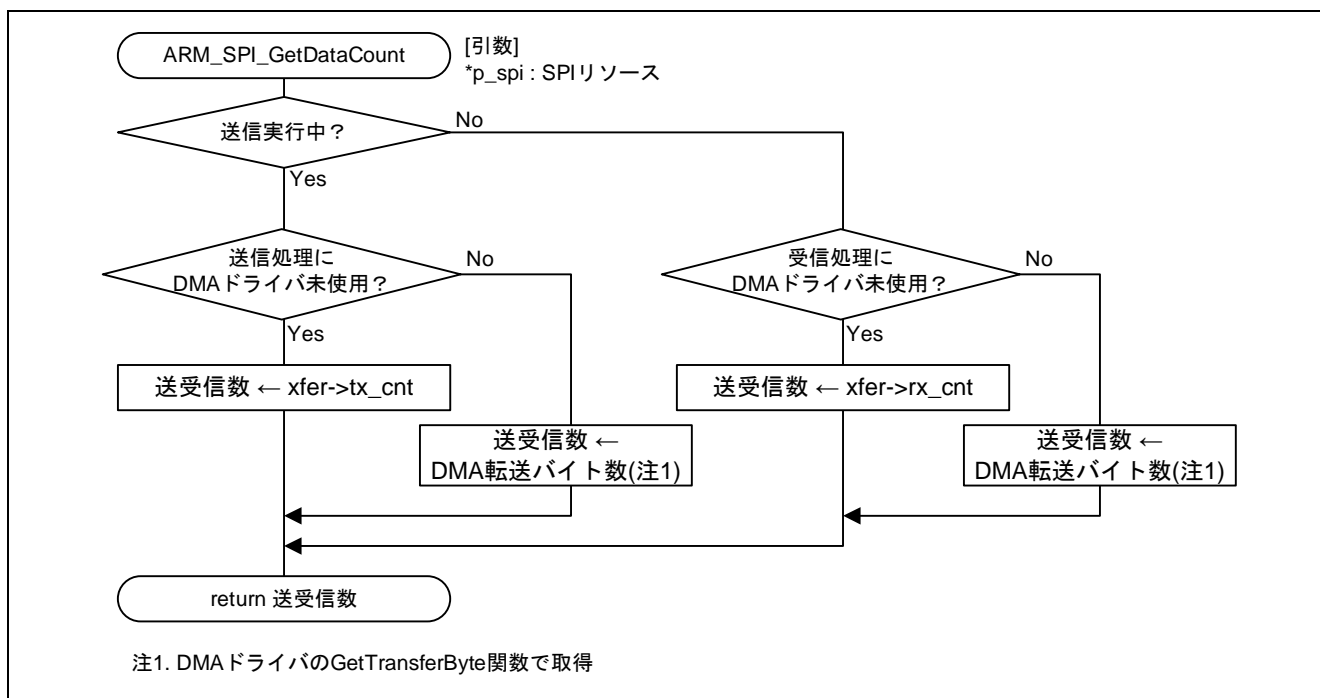 ARM_SPI_GetDataCount
[引数]
*p_spi : SPIリソース
送信実行中？
No
Yes
送信処理に
DMAドライバ未使用？
No
受信処理に
DMAドライバ未使用？
No
Yes
Yes
送受信数 ← xfer->tx_cnt
送受信数 ← xfer->rx_cnt
送受信数 ←
DMA転送バイト数(注1)
送受信数 ←
DMA転送バイト数(注1)
return 送受信数
注1. DMAドライバのGetTransferByte関数で取得